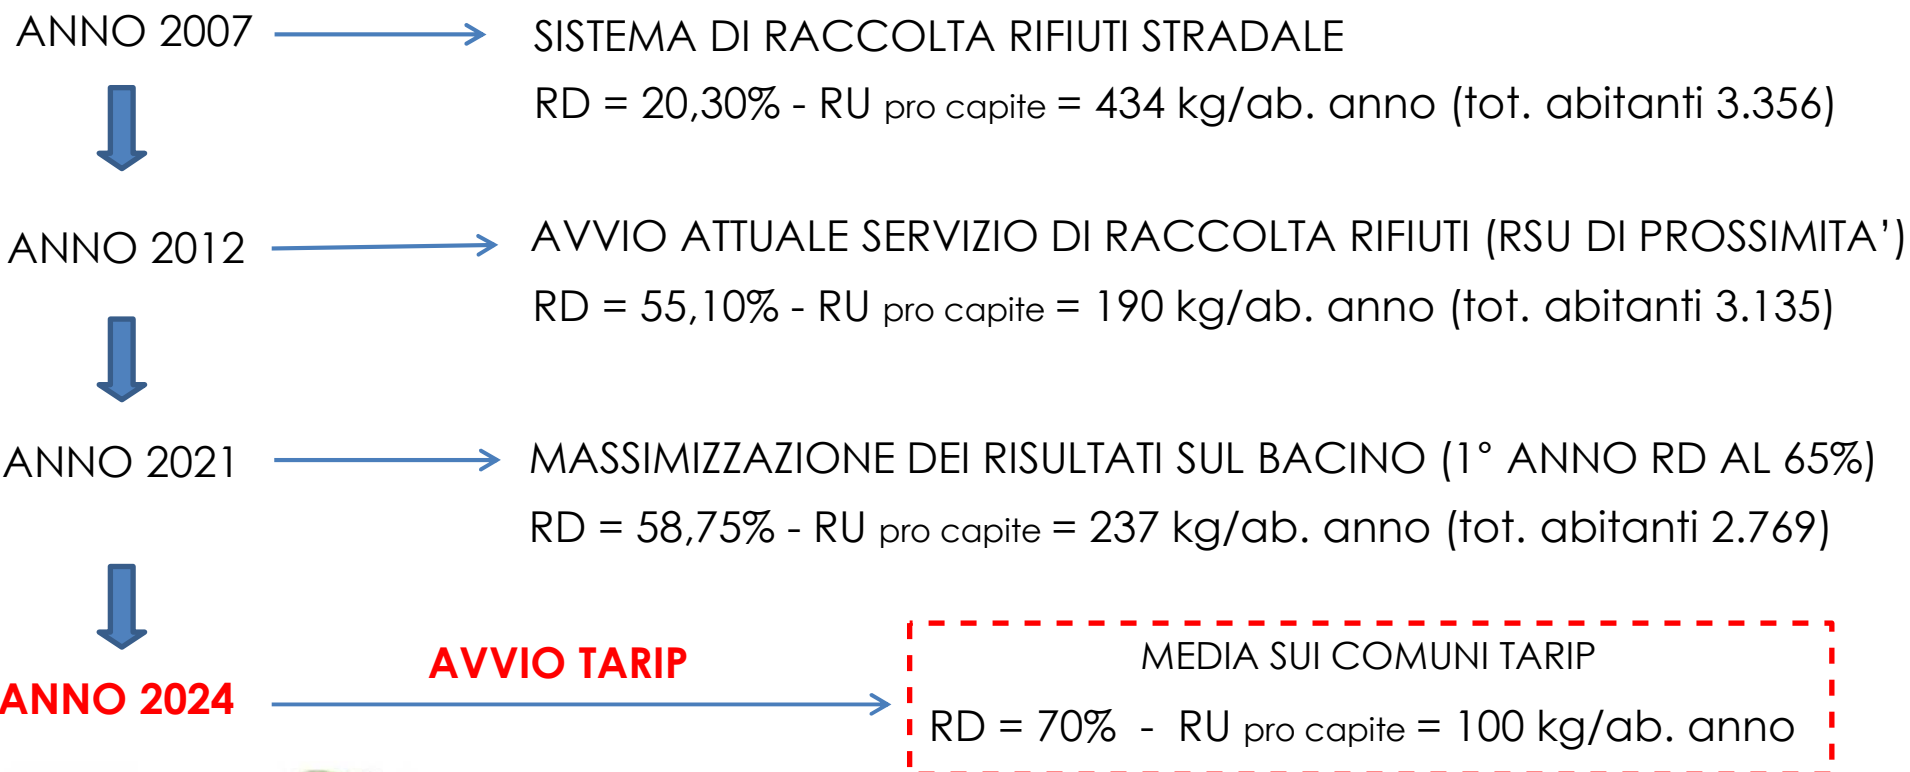 ANNO 2007
SISTEMA DI RACCOLTA RIFIUTI STRADALE
RD = 20,30% - RU pro capite = 434 kg/ab. anno (tot. abitanti 3.356)
ANNO 2012
AVVIO ATTUALE SERVIZIO DI RACCOLTA RIFIUTI (RSU DI PROSSIMITA’)
RD = 55,10% - RU pro capite = 190 kg/ab. anno (tot. abitanti 3.135)
ANNO 2021
MASSIMIZZAZIONE DEI RISULTATI SUL BACINO (1° ANNO RD AL 65%)
RD = 58,75% - RU pro capite = 237 kg/ab. anno (tot. abitanti 2.769)
ANNO 2024
AVVIO TARIP
MEDIA SUI COMUNI TARIP
RD = 70% - RU pro capite = 100 kg/ab. anno